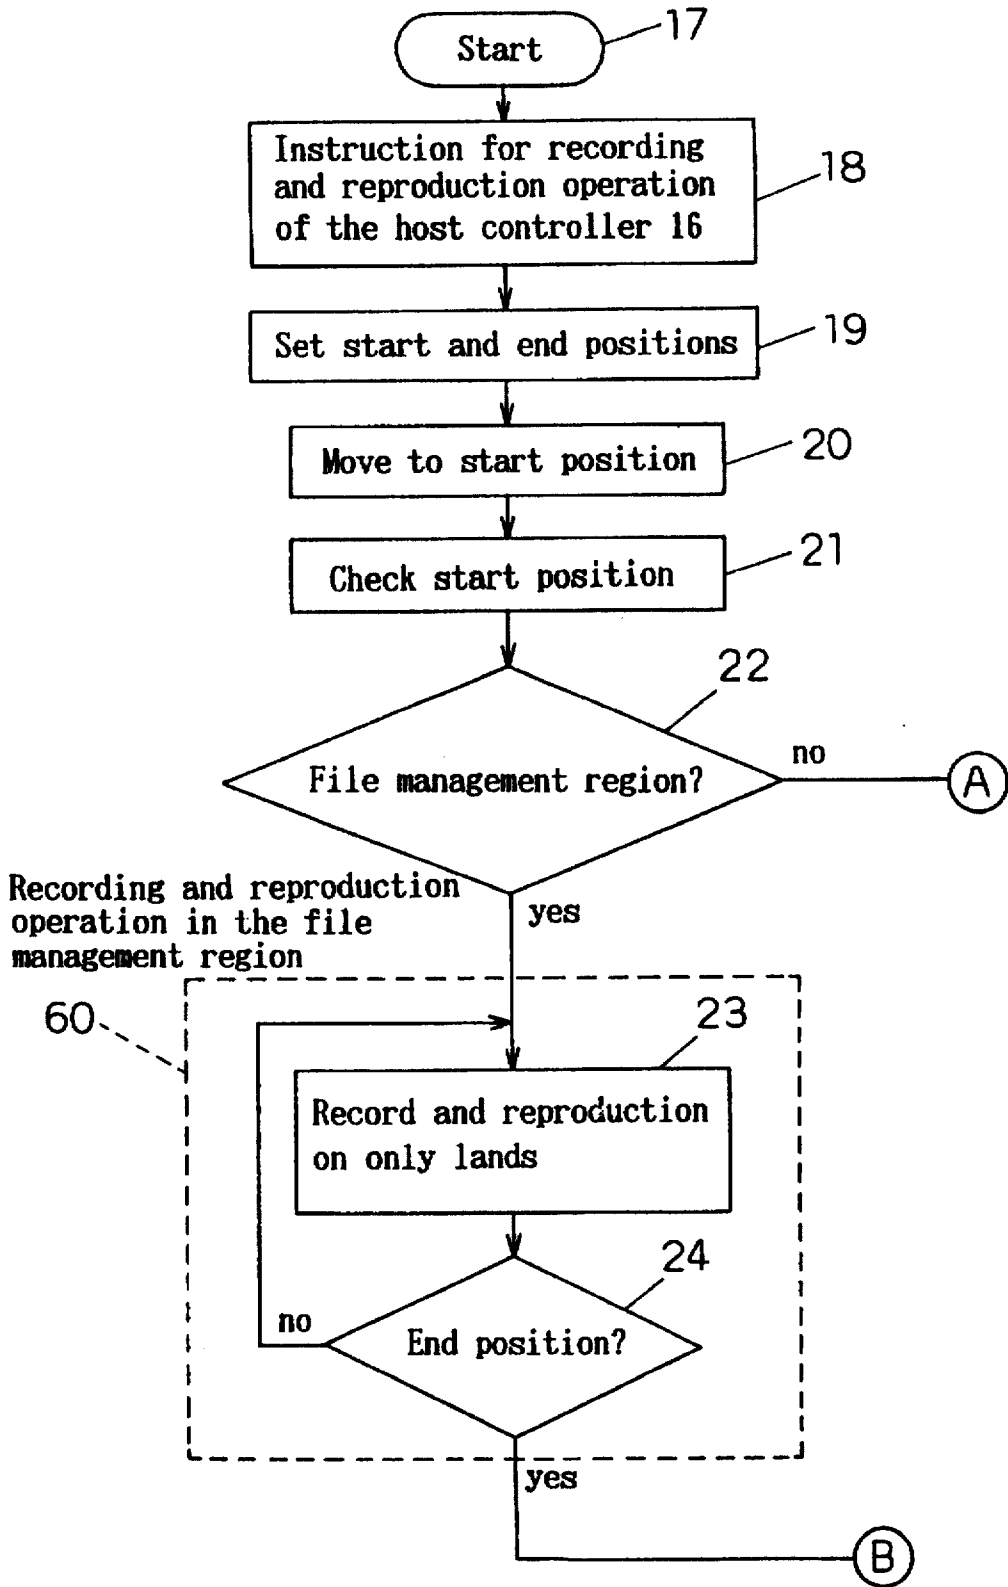 Start
17
Instruction for recording
and reproduction operation
of the host controller 16
18
Set start and end positions
19
Move to start position
20
Check start position
21
22
File management region?
no
A
Recording and reproduction
operation in the file
management region
yes
60
23
Record and reproduction
on only lands
24
no
End position?
yes
B